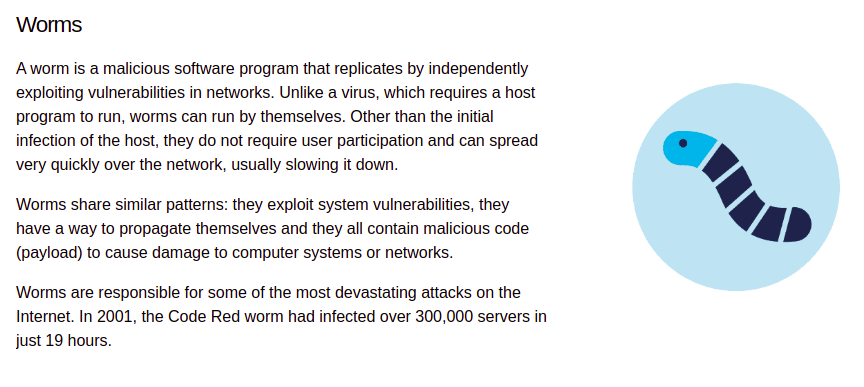 Worms
A worm is a malicious software program that replicates by independently
exploiting vulnerabilities in networks. Unlike a virus, which requires a host
program to run, worms can run by themselves. Other than the initial
infection of the host, they do not require user participation and can spread
very quickly over the network, usually slowing it down.
Worms share similar patterns: they exploit system vulnerabilities, they
have a way to propagate themselves and they all contain malicious code
(payload) to cause damage to computer systems or networks.
Worms are responsible for some of the most devastating attacks on the
Internet. In 2001, the Code Red worm had infected over 300,000 servers in
just 19 hours.